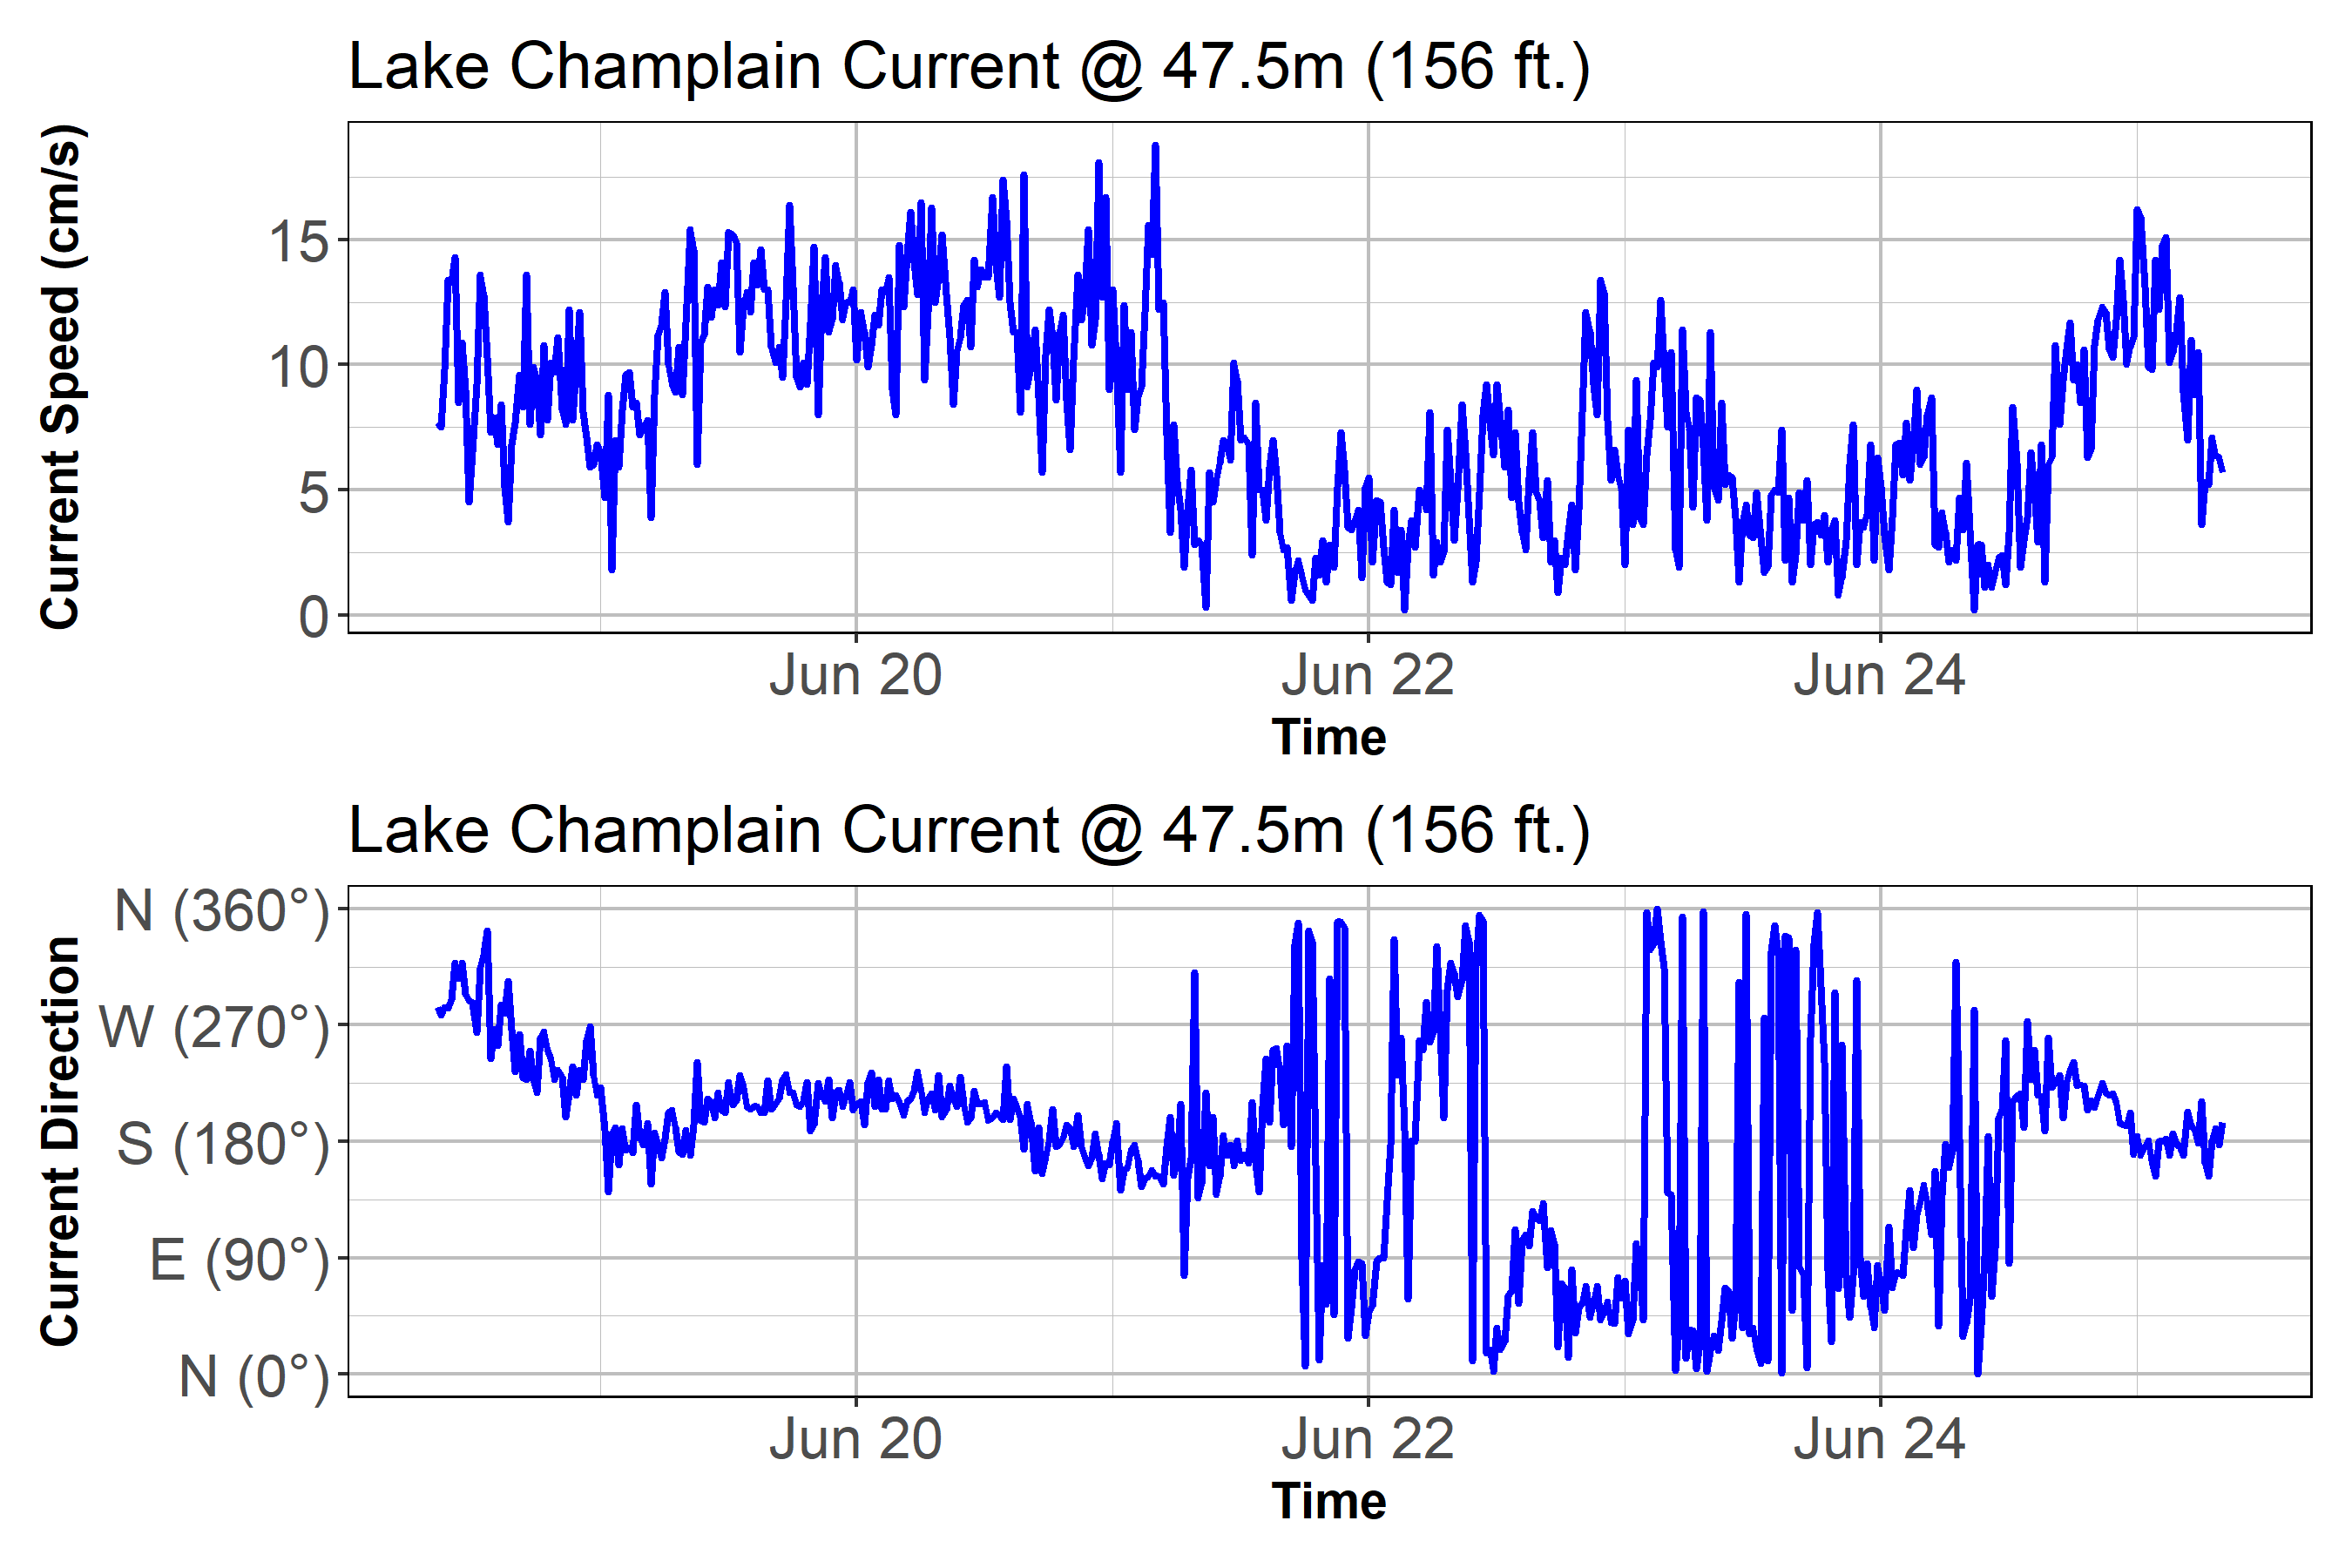 Lake Champlain Current @ 47.5m (156 ft.)
Current Speed (cm/s)
15
10
5
0
Jun 20 Jun 22 Jun 24
Time
Lake Champlain Current @ 47.5m (156 ft.)
Current Direction
N (360°)
W (270°)
S (180°)
E (90°)
N (0°)
Jun 20 Jun 22 Jun 24
Time